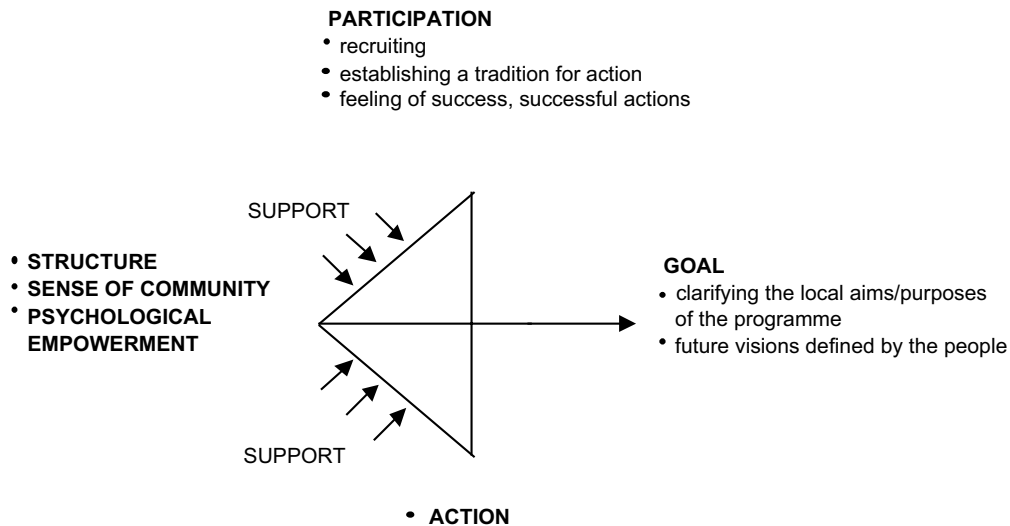 PARTICIPATION
• recruiting
• establishing a tradition for action
• feeling of success, successful actions
SUPPORT
• STRUCTURE
• SENSE OF COMMUNITY
• PSYCHOLOGICAL
EMPOWERMENT
GOAL
• clarifying the local aims/purposes
of the programme
• future visions defined by the people
SUPPORT
• ACTION